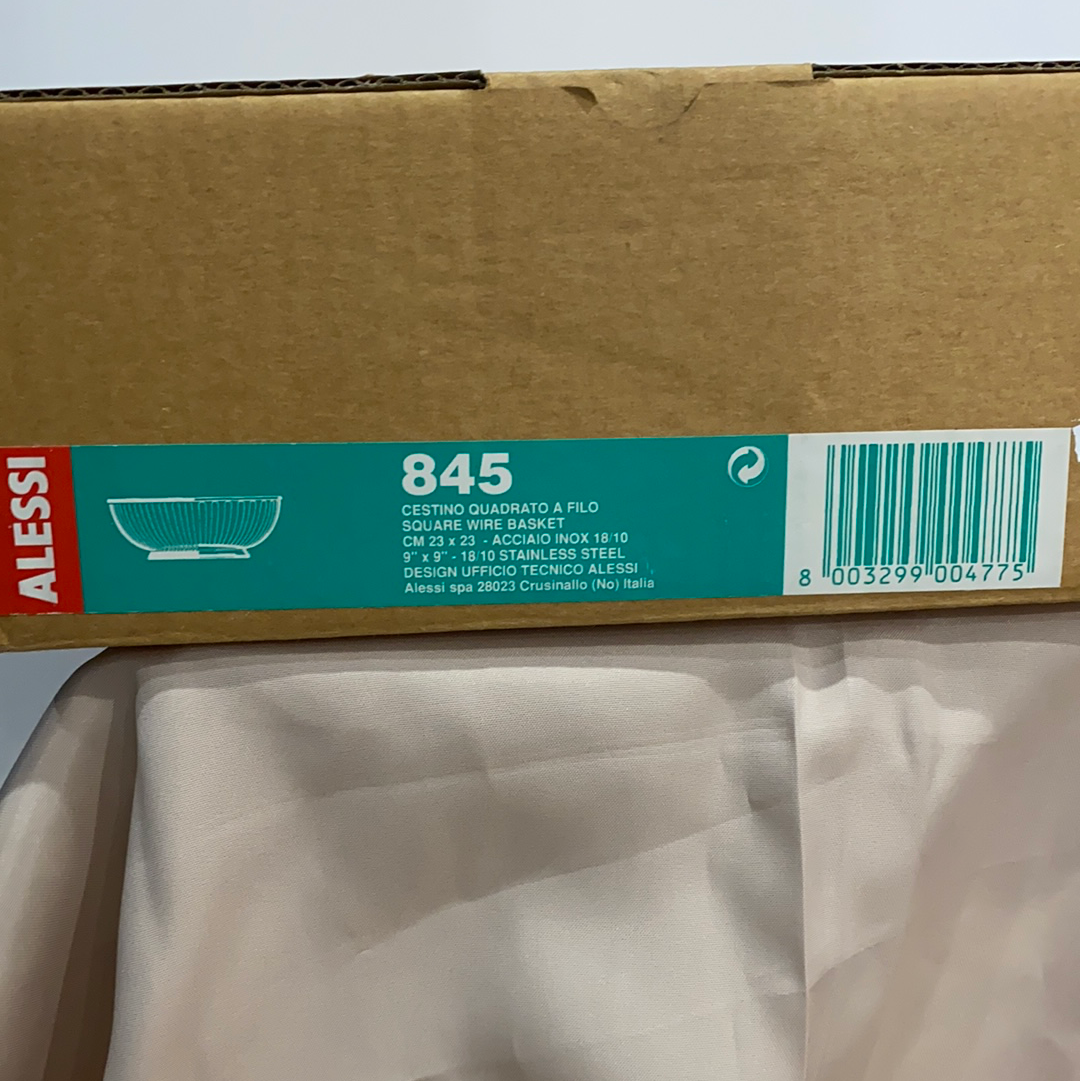 ALESSI
845
CESTINO QUADRATO A FILO
SQUARE WIRE BASKET
CM 23 x 23 - ACCIAIO INOX 18/10
9" x 9" - 18/10 STAINLESS STEEL
DESIGN UFFICIO TECNICO ALESSI
Alessi spa 28023 Crusinallo (No) Italia
8 003299 004775